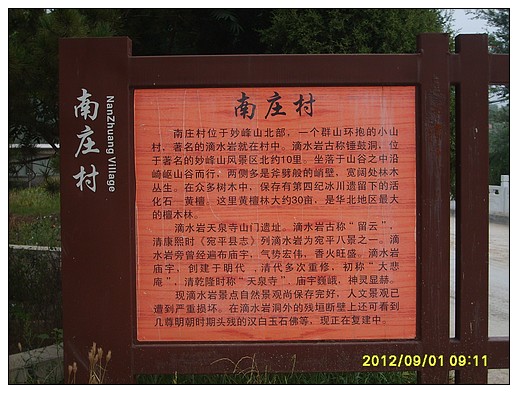 南庄村
NanZhuang Village
南庄村
南庄村位于妙峰山北部，一个群山环抱的小山
村，著名的滴水岩就在村中。滴水岩古称锤鼓洞，位
于著名的妙峰山风景区北约10里。坐落于山谷之中沿
崎岖山谷而行，两侧多是斧劈般的峭壁，宽阔处林木
丛生。在众多树木中，保存有第四纪冰川遗留下的活
化石—黄檀。这里黄檀林大约30亩，是华北地区最大
的檀木林。
滴水岩天泉寺山门遗址。滴水岩古称“留云”，
清康熙时《宛平县志》列滴水岩为宛平八景之一。滴
水岩旁曾经遍布庙宇，气势宏伟，香火旺盛。滴水岩
庙宇，创建于明代，清代多次重修，初称“大悲
庵”，清乾隆时称“天泉寺”。庙宇巍峨，神灵显赫。
现滴水岩景点自然景观尚保存完好，人文景观已
遭到严重损坏。在滴水岩洞外的残垣断壁上还可看到
几尊明朝时期头残的汉白玉石佛等，现正在复建中。
2012/09/01 09:11